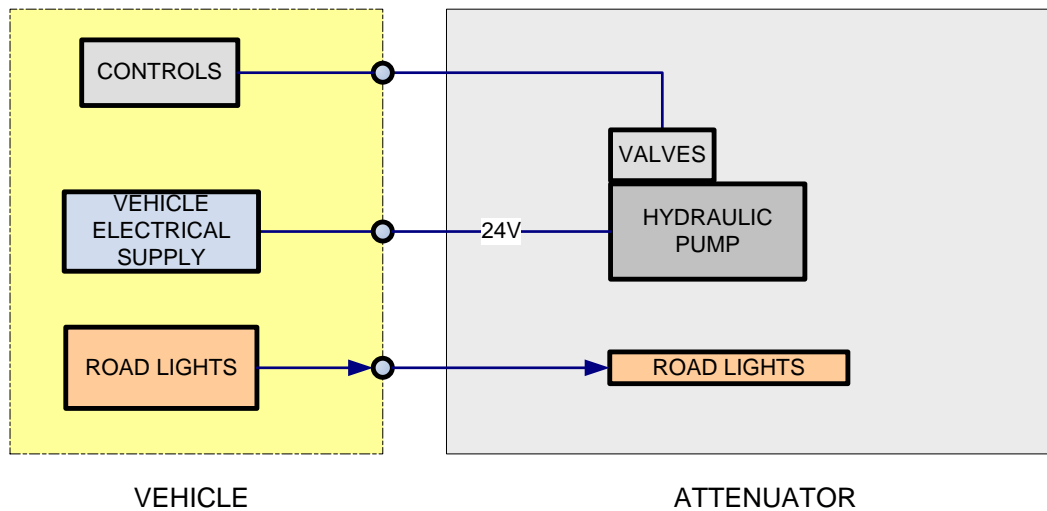 CONTROLS
VALVES
VEHICLE
ELECTRICAL
SUPPLY
24V
HYDRAULIC
PUMP
ROAD LIGHTS
ROAD LIGHTS
VEHICLE
ATTENUATOR